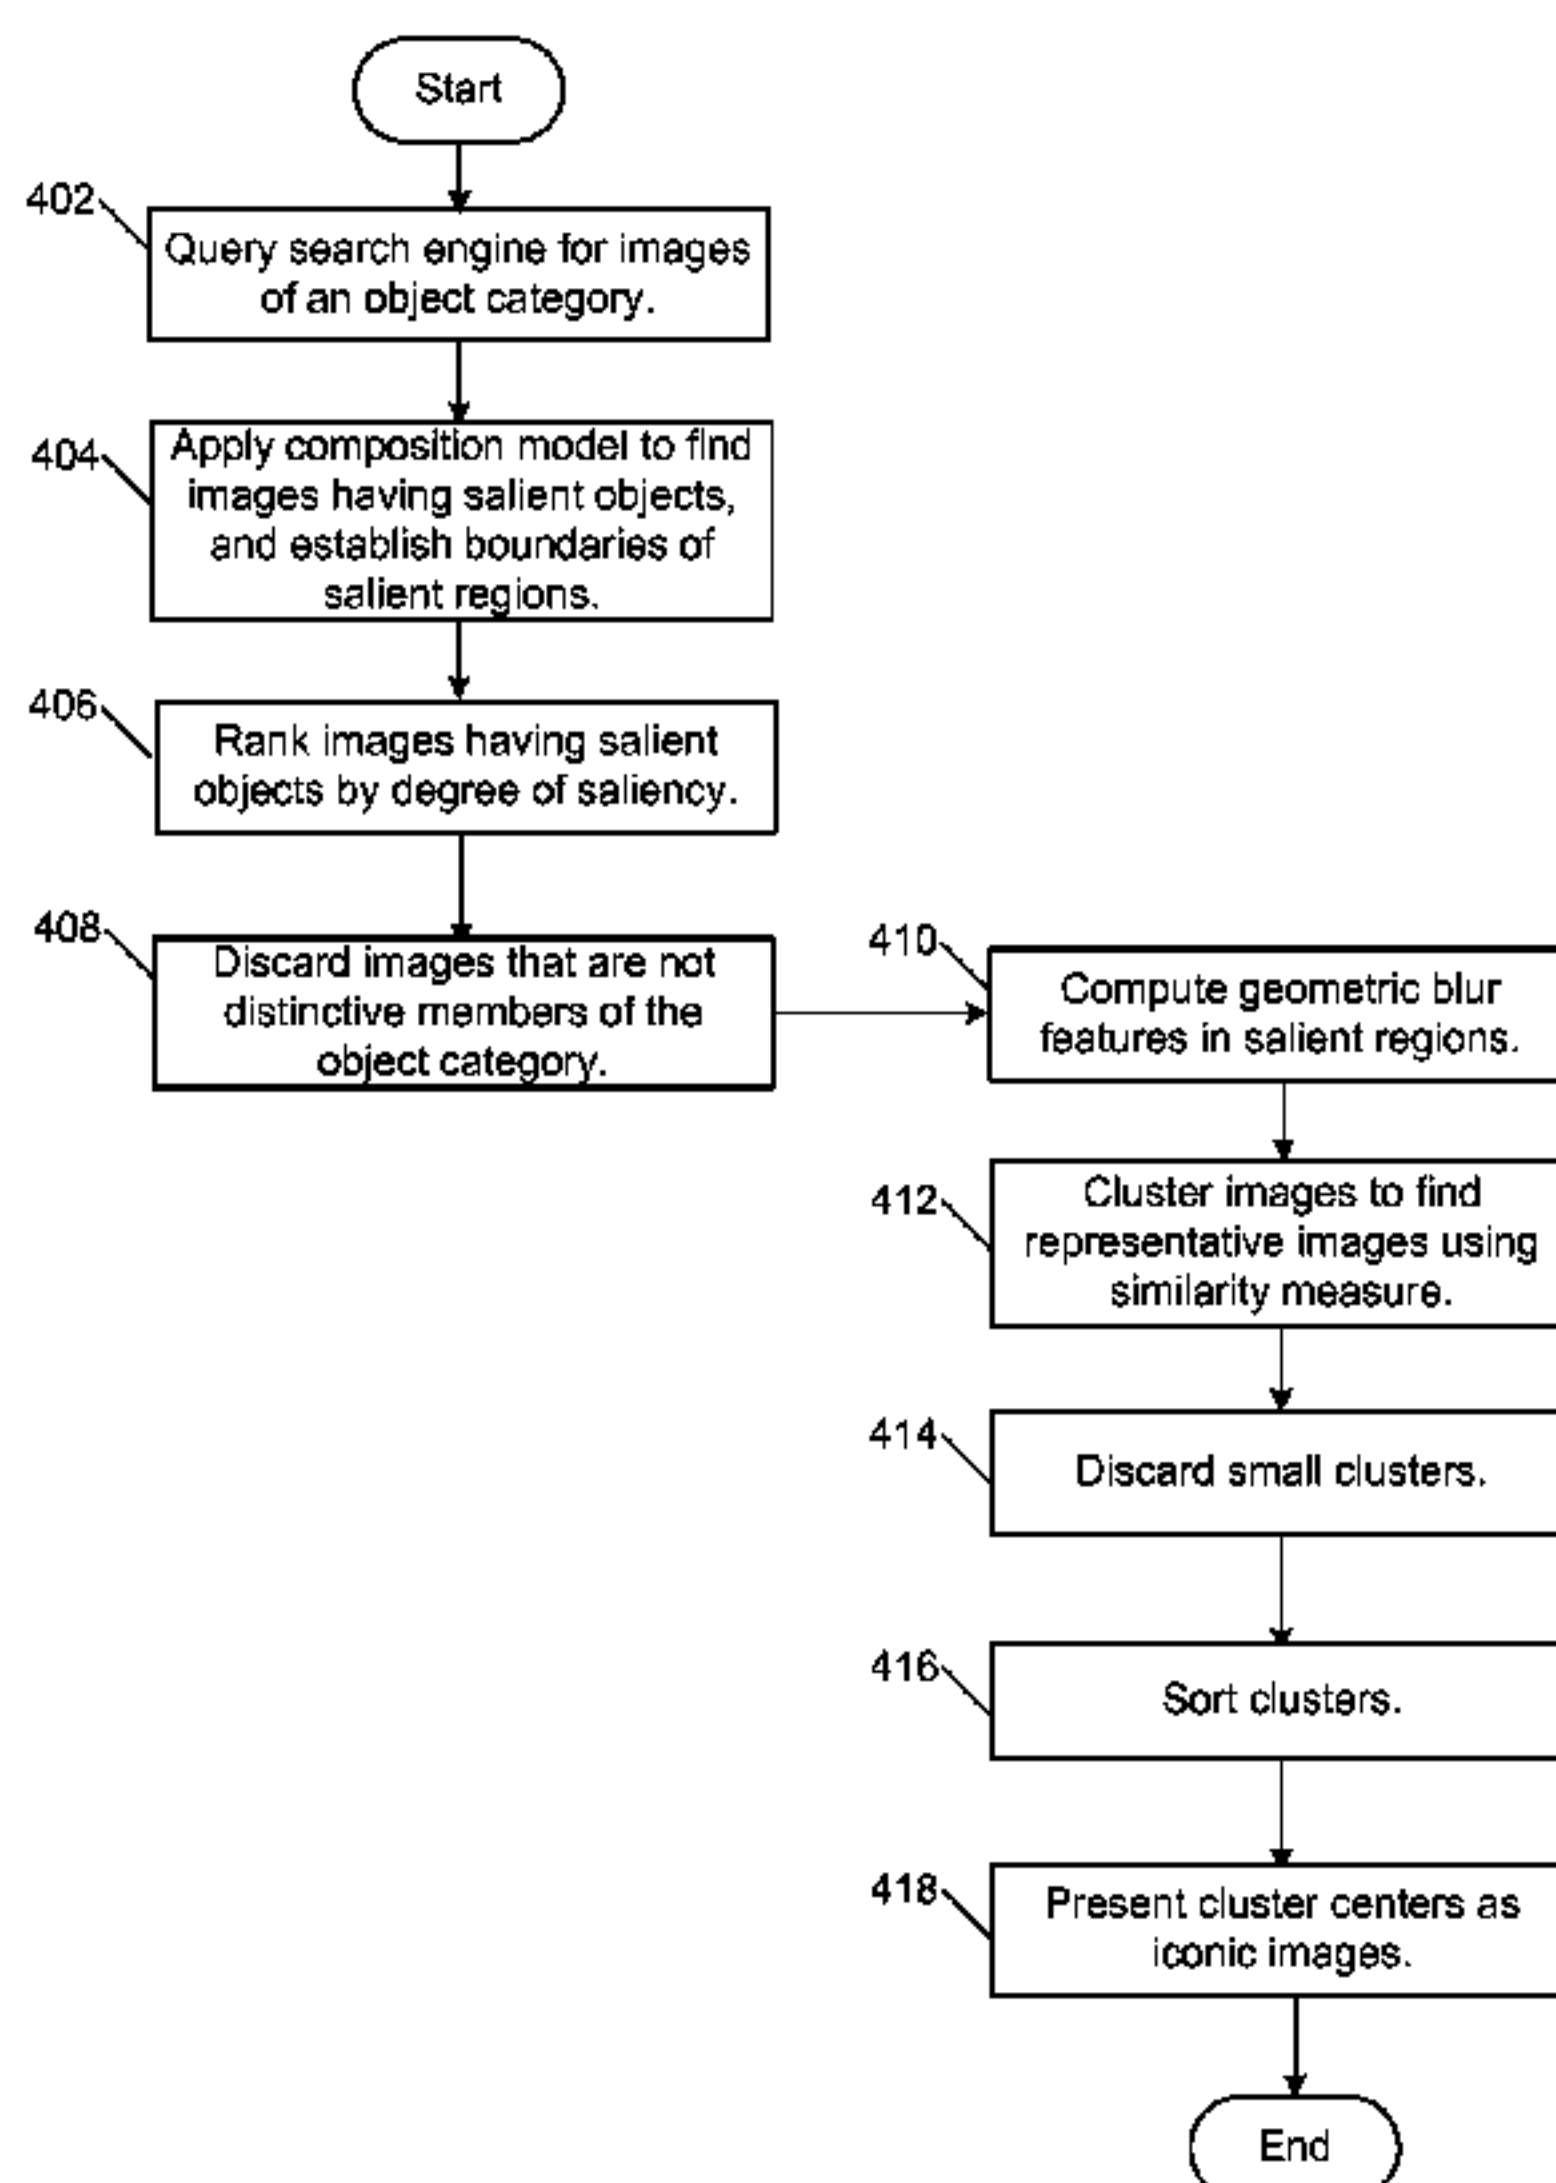 Start
402
Query search engine for images
of an object category.
404
Apply composition model to find
images having salient objects,
and establish boundaries of
salient regions.
406
Rank images having salient
objects by degree of saliency.
408
Discard images that are not
distinctive members of the
object category.
410
Compute geometric blur
features in salient regions.
412
Cluster images to find
representative images using
similarity measure.
414
Discard small clusters.
416
Sort clusters.
418
Present cluster centers as
iconic images.
End